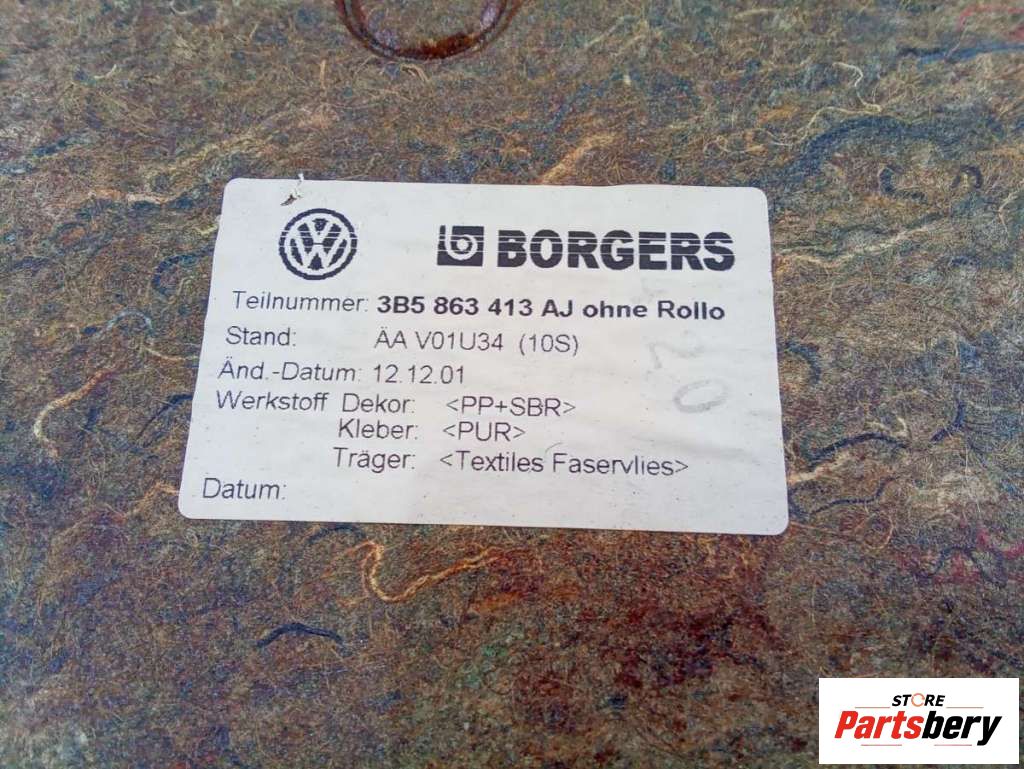 BORGERS
Teilnummer: 3B5 863 413 AJ ohne Rollo
Stand: ÄA V01U34 (10S)
Änd.-Datum: 12.12.01
Werkstoff Dekor: <PP+SBR>
Kleber: <PUR>
Träger: <Textiles Faservlies>
Datum:
20
STORE
Partsbery